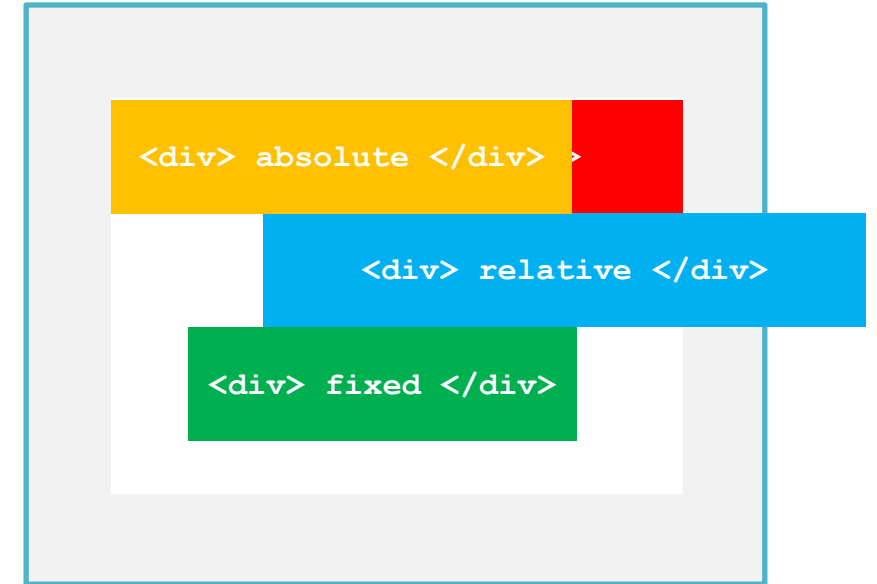 <div> absolute </div> >
<div> relative </div>
<div> fixed </div>